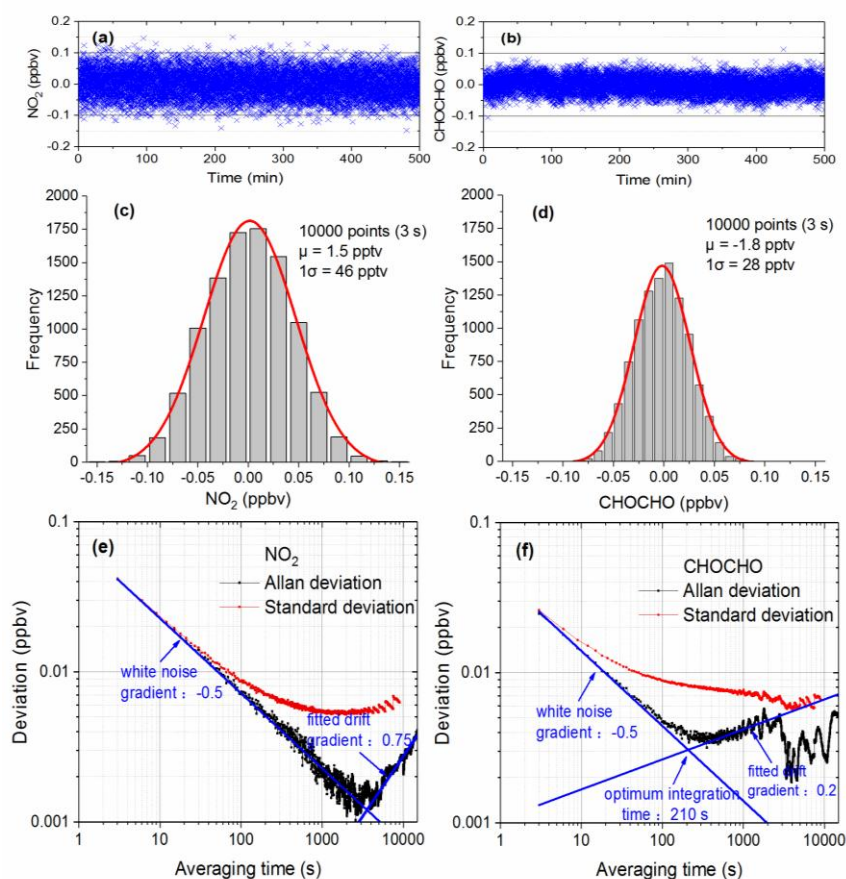 (a)
0.2
0.1
0.0
-0.1
-0.2
NO₂ (ppbv)
0 100 200 300 400 500
Time (min)
(b)
0.2
0.1
0.0
-0.1
-0.2
CHOCHO (ppbv)
0 100 200 300 400 500
Time (min)
(c)
2000
1750
1500
1250
1000
750
500
250
0
Frequency
10000 points (3 s)
μ = 1.5 pptv
1σ = 46 pptv
-0.15 -0.10 -0.05 0.00 0.05 0.10 0.15
NO₂ (ppbv)
(d)
2000
1750
1500
1250
1000
750
500
250
0
Frequency
10000 points (3 s)
μ = -1.8 pptv
1σ = 28 pptv
-0.15 -0.10 -0.05 0.00 0.05 0.10 0.15
CHOCHO (ppbv)
(e)
0.1
0.01
0.001
Deviation (ppbv)
NO₂
Allan deviation
Standard deviation
white noise
gradient：-0.5
fitted drift
gradient：0.75
1 10 100 1000 10000
Averaging time (s)
(f)
0.1
0.01
0.001
Deviation (ppbv)
CHOCHO
Allan deviation
Standard deviation
white noise
gradient：-0.5
optimum integration
time：210 s
fitted drift
gradient：0.2
1 10 100 1000 10000
Averaging time (s)